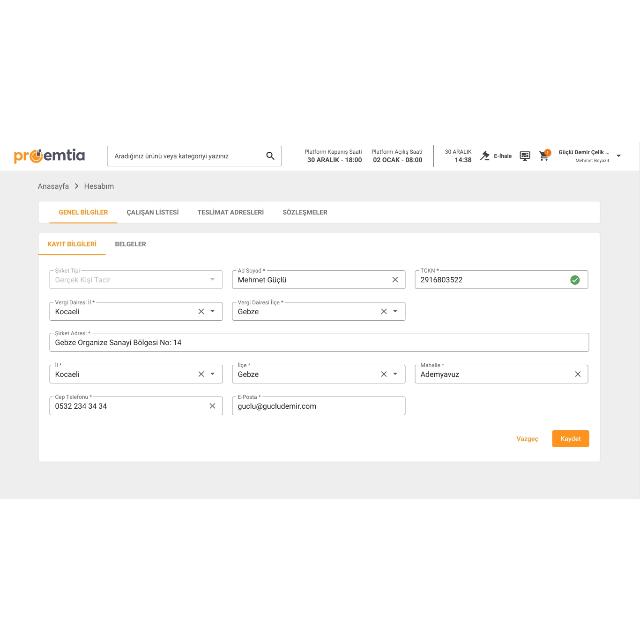 proemtia
Aradığınız ürünü veya kategoriyi yazınız
Platform Kapanış Saati
30 ARALIK - 18:00
Platform Açılış Saati
02 OCAK - 08:00
30 ARALIK
14:38
E-İhale
Güçlü Demir Çelik ...
Mehmet Boyacıt
Anasayfa > Hesabım
GENEL BİLGİLER ÇALIŞAN LİSTESİ TESLİMAT ADRESLERİ SÖZLEŞMELER
KAYIT BİLGİLERİ BELGELER
Şirket Tipi
Gerçek Kişi Tacir
Ad Soyad *
Mehmet Güçlü
TCKN *
2916803522
Vergi Dairesi İl *
Kocaeli
Vergi Dairesi İlçe *
Gebze
Şirket Adresi *
Gebze Organize Sanayi Bölgesi No: 14
İl *
Kocaeli
İlçe *
Gebze
Mahalle *
Ademyavuz
Cep Telefonu *
0532 234 34 34
E-Posta *
guclu@gucludemir.com
Vazgeç
Kaydet